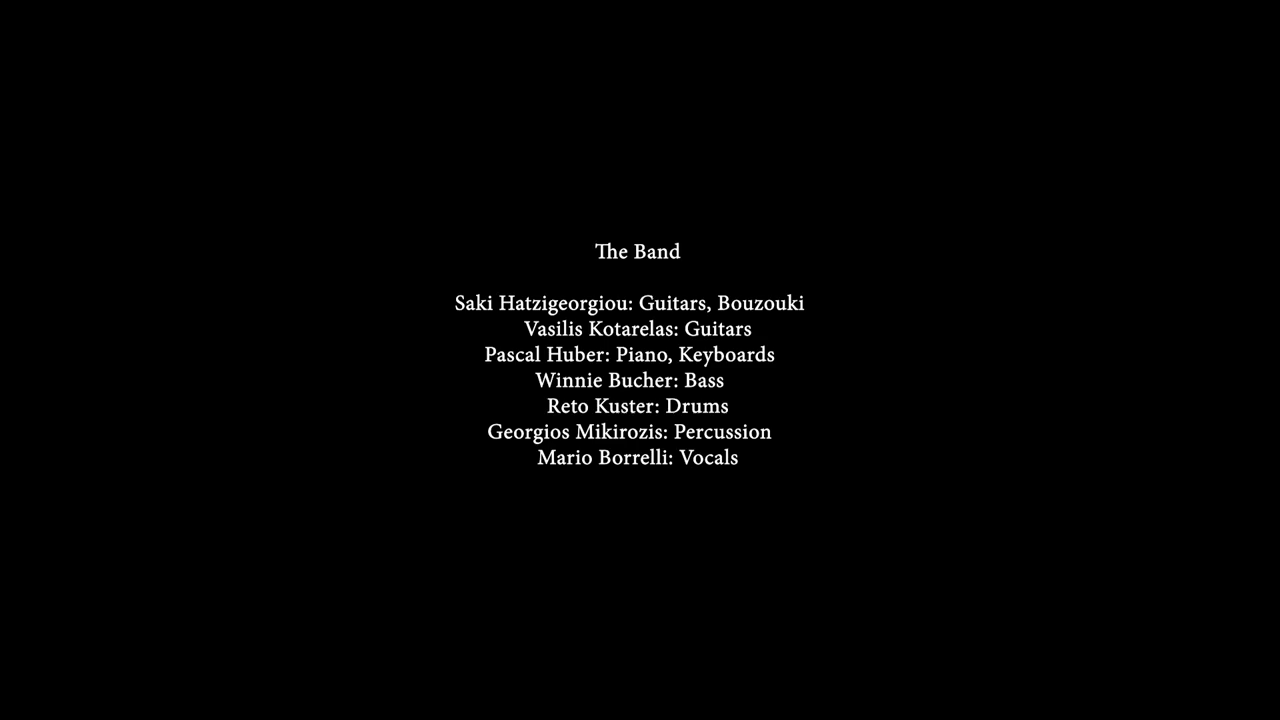 The Band
Saki Hatzigeorgiou: Guitars, Bouzouki
Vasilis Kotarelas: Guitars
Pascal Huber: Piano, Keyboards
Winnie Bucher: Bass
Reto Kuster: Drums
Georgios Mikirozis: Percussion
Mario Borrelli: Vocals